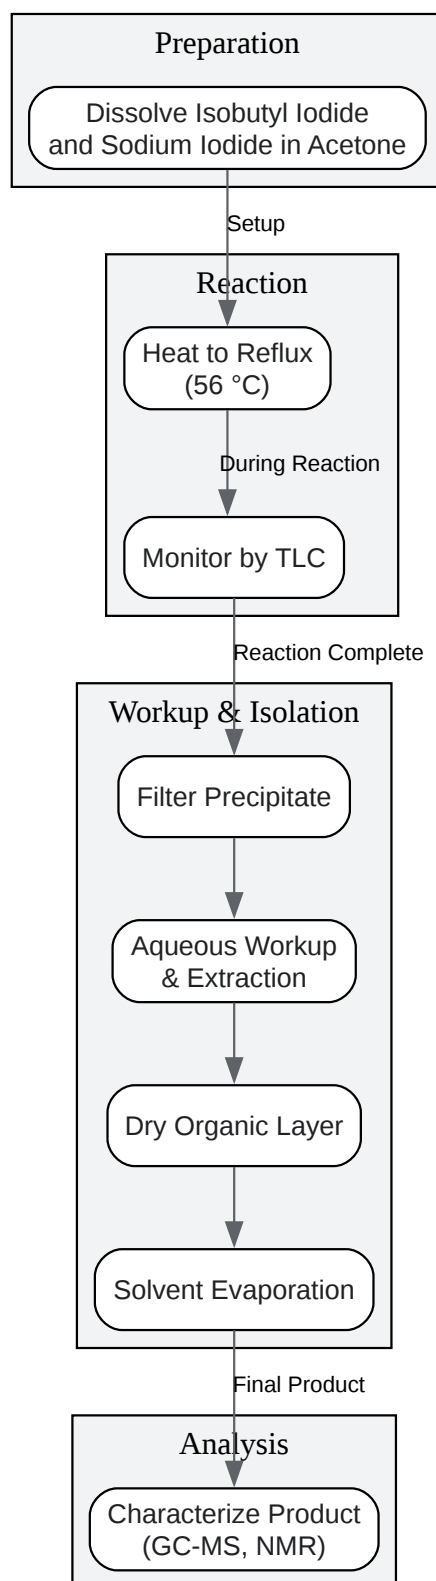 Preparation
Dissolve Isobutyl Iodide
and Sodium Iodide in Acetone
Setup
Reaction
Heat to Reflux
(56 °C)
During Reaction
Monitor by TLC
Reaction Complete
Workup & Isolation
Filter Precipitate
Aqueous Workup
& Extraction
Dry Organic Layer
Solvent Evaporation
Final Product
Analysis
Characterize Product
(GC-MS, NMR)